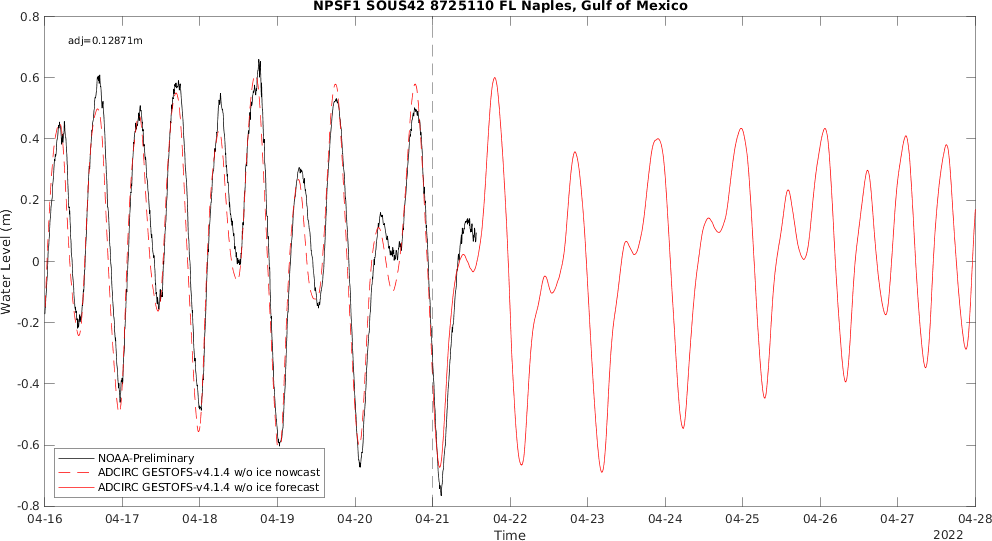 NPSF1 SOUS42 8725110 FL Naples, Gulf of Mexico
adj=0.12871m
0.8
0.6
0.4
0.2
0
-0.2
-0.4
-0.6
-0.8
Water Level (m)
NOAA-Preliminary
ADCIRC GESTOFS-v4.1.4 w/o ice nowcast
ADCIRC GESTOFS-v4.1.4 w/o ice forecast
04-16 04-17 04-18 04-19 04-20 04-21 04-22 04-23 04-24 04-25 04-26 04-27 04-28
Time
2022